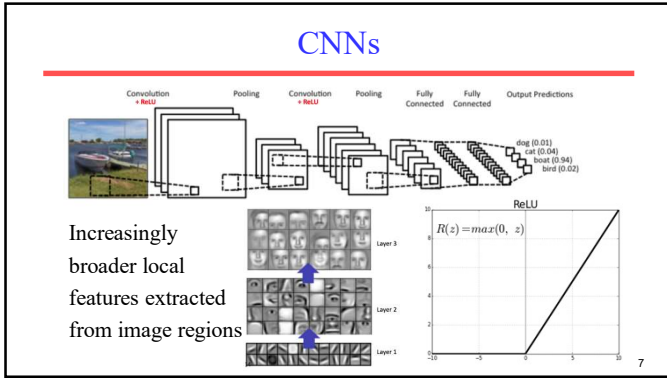 CNNs
Convolution
+ ReLU
Pooling
Convolution
+ ReLU
Pooling
Fully
Connected
Fully
Connected
Output Predictions
dog (0.01)
cat (0.04)
boat (0.94)
bird (0.02)
Increasingly
broader local
features extracted
from image regions
Layer 3
Layer 2
Layer 1
ReLU
R(z)=max(0, z)
10
8
6
4
2
0
-10
-5
0
5
10
7